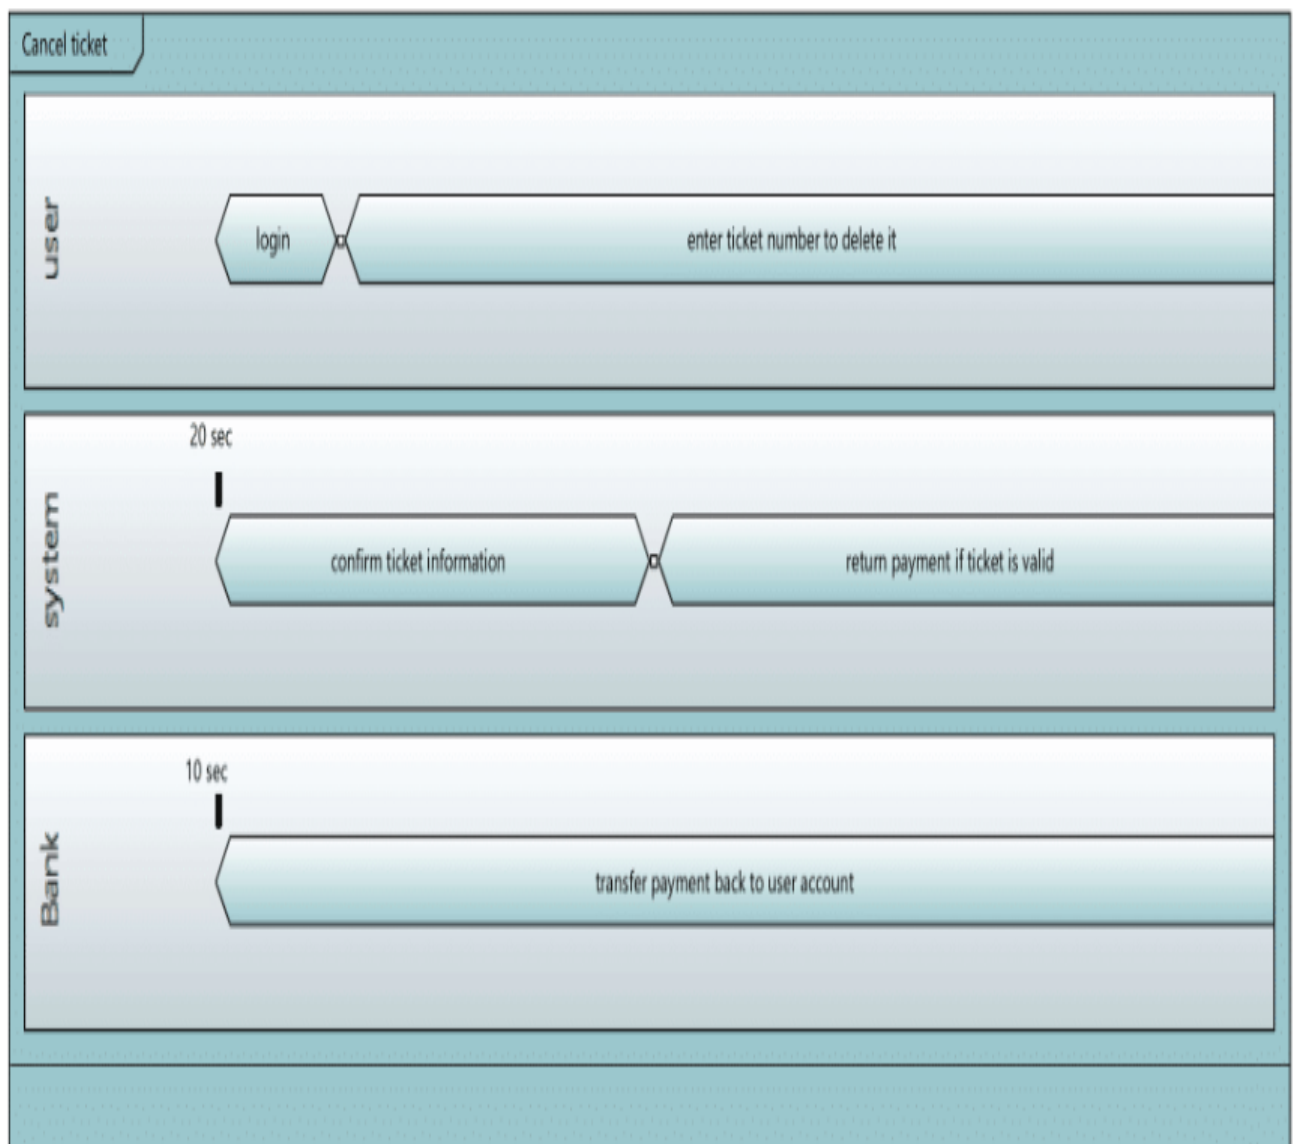 Cancel ticket
user
login
enter ticket number to delete it
20 sec
system
confirm ticket information
return payment if ticket is valid
10 sec
Bank
transfer payment back to user account